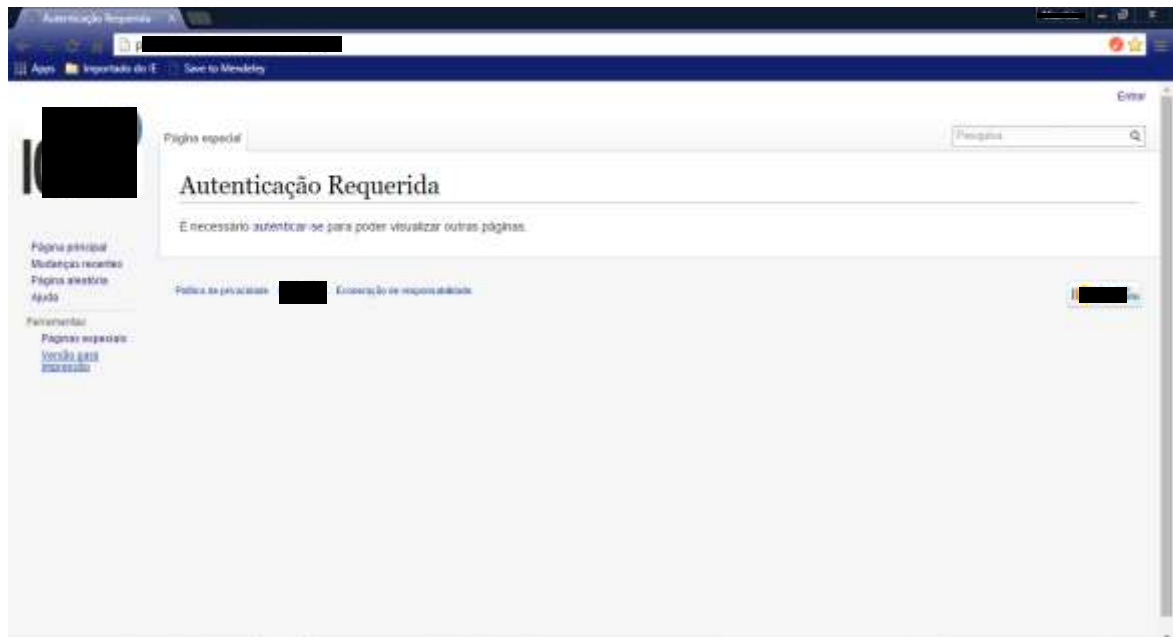 Autenticação Requerida
Apps Importado do IE Save to Mendeley
Entrar
Página especial
Pesquisa
Autenticação Requerida
É necessário autenticar-se para poder visualizar outras páginas.
Página principal
Mudanças recentes
Página aleatória
Ajuda
Política de privacidade Exoneração de responsabilidade
Ferramentas
Páginas especiais
Versão para
impressão